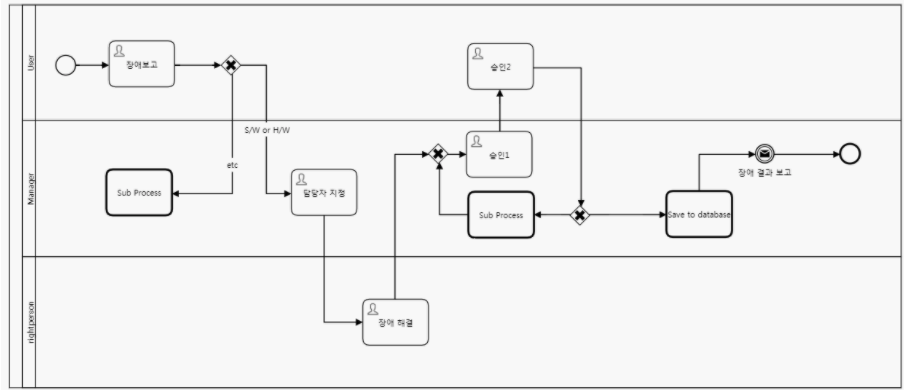 User
장애보고
승인2
S/W or H/W
etc
Manager
승인1
장애 결과 보고
Sub Process
담당자 지정
Sub Process
Save to database
rightperson
장애 해결